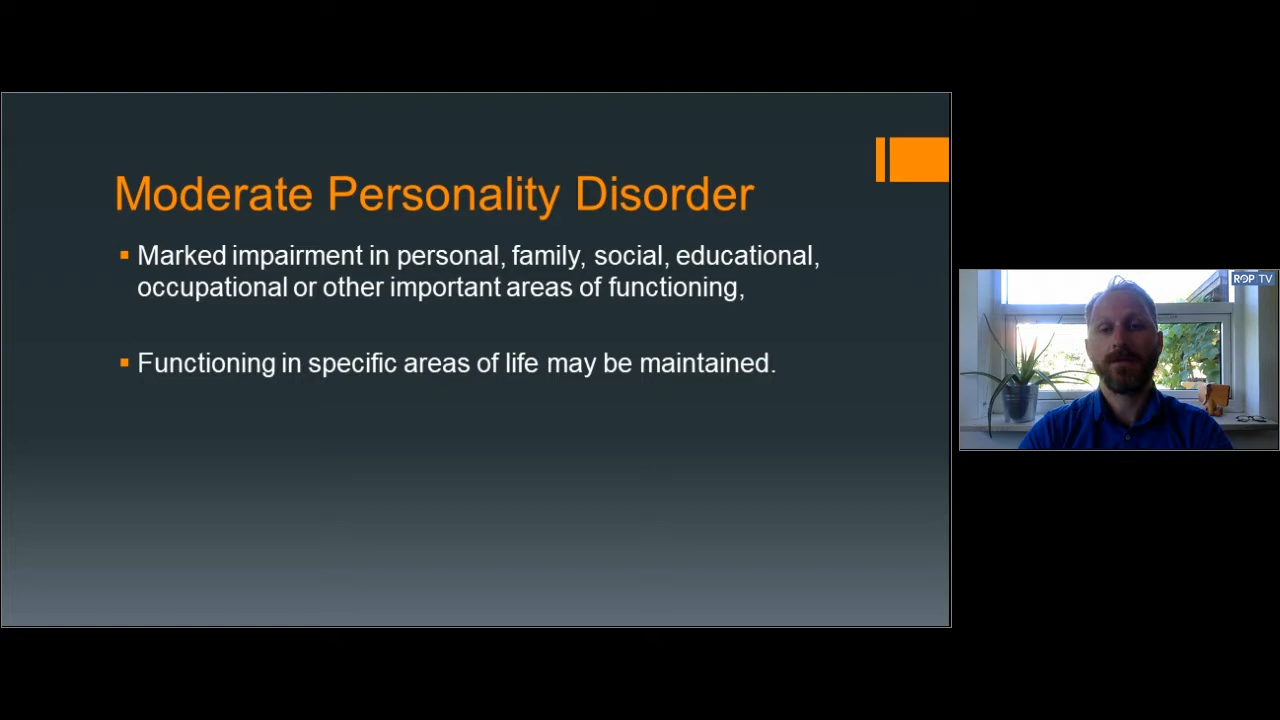 Moderate Personality Disorder
Marked impairment in personal, family, social, educational,
occupational or other important areas of functioning,
Functioning in specific areas of life may be maintained.
ROP TV